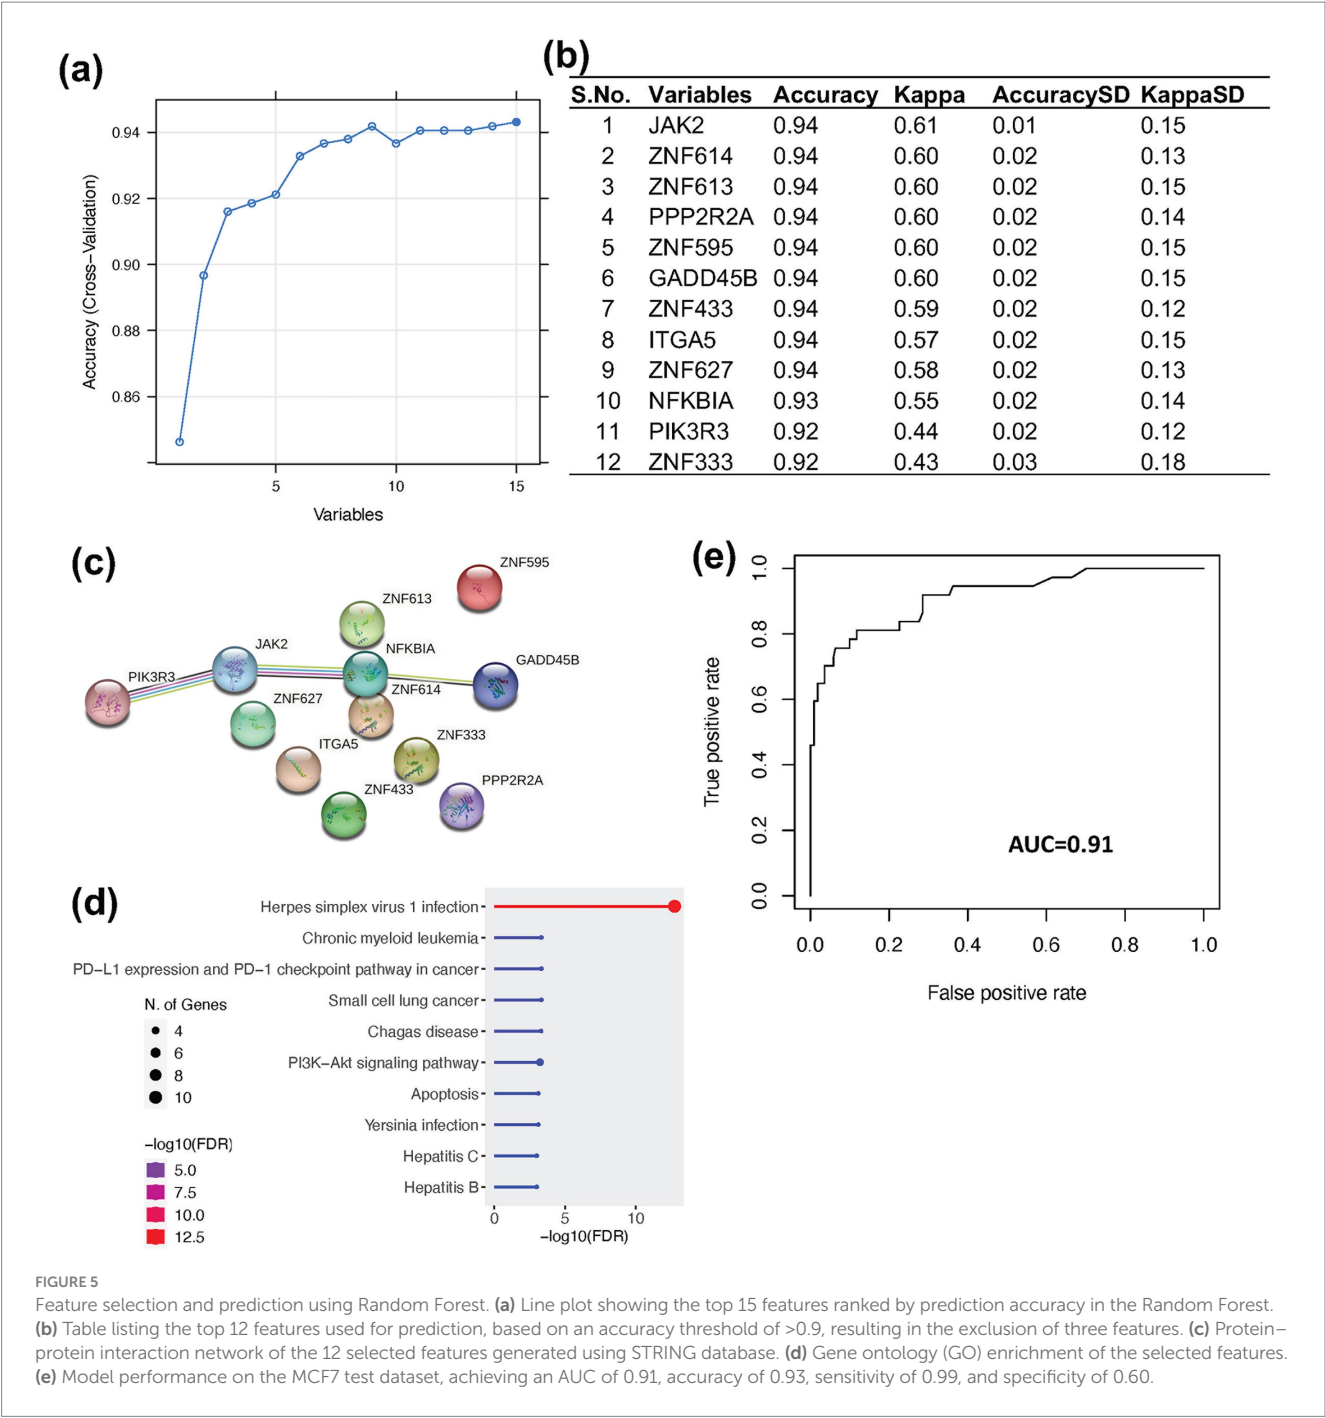 (a)
0.94
0.92
0.90
0.88
0.86
Accuracy (Cross−Validation)
5 10 15
Variables
(b)
S.No. Variables Accuracy Kappa AccuracySD KappaSD
1 JAK2 0.94 0.61 0.01 0.15
2 ZNF614 0.94 0.60 0.02 0.13
3 ZNF613 0.94 0.60 0.02 0.15
4 PPP2R2A 0.94 0.60 0.02 0.14
5 ZNF595 0.94 0.60 0.02 0.15
6 GADD45B 0.94 0.60 0.02 0.15
7 ZNF433 0.94 0.59 0.02 0.12
8 ITGA5 0.94 0.57 0.02 0.15
9 ZNF627 0.94 0.58 0.02 0.13
10 NFKBIA 0.93 0.55 0.02 0.14
11 PIK3R3 0.92 0.44 0.02 0.12
12 ZNF333 0.92 0.43 0.03 0.18
(c)
ZNF595
ZNF613
JAK2
NFKBIA
GADD45B
PIK3R3
ZNF614
ZNF627
ZNF333
ITGA5
PPP2R2A
ZNF433
(d)
Herpes simplex virus 1 infection
Chronic myeloid leukemia
PD−L1 expression and PD−1 checkpoint pathway in cancer
Small cell lung cancer
Chagas disease
PI3K−Akt signaling pathway
Apoptosis
Yersinia infection
Hepatitis C
Hepatitis B
0 5 10
−log10(FDR)
N. of Genes
4
6
8
10
−log10(FDR)
5.0
7.5
10.0
12.5
(e)
1.0
0.8
0.6
0.4
0.2
0.0
True positive rate
AUC=0.91
0.0 0.2 0.4 0.6 0.8 1.0
False positive rate
FIGURE 5
Feature selection and prediction using Random Forest. (a) Line plot showing the top 15 features ranked by prediction accuracy in the Random Forest.
(b) Table listing the top 12 features used for prediction, based on an accuracy threshold of >0.9, resulting in the exclusion of three features. (c) Protein–
protein interaction network of the 12 selected features generated using STRING database. (d) Gene ontology (GO) enrichment of the selected features.
(e) Model performance on the MCF7 test dataset, achieving an AUC of 0.91, accuracy of 0.93, sensitivity of 0.99, and specificity of 0.60.